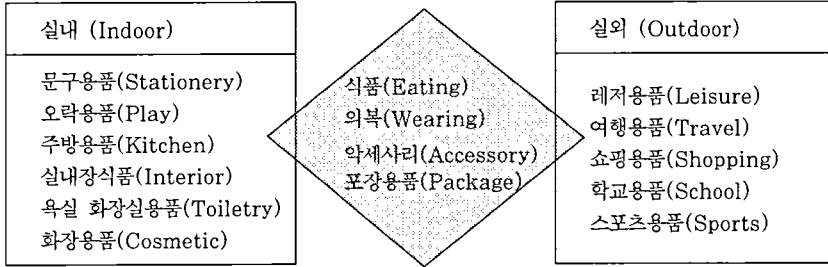 실내 (Indoor)
문구용품(Stationery)
오락용품(Play)
주방용품(Kitchen)
실내장식품(Interior)
욕실 화장실용품(Toiletry)
화장용품(Cosmetic)
식품(Eating)
의복(Wearing)
악세사리(Accessory)
포장용품(Package)
실외 (Outdoor)
레저용품(Leisure)
여행용품(Travel)
쇼핑용품(Shopping)
학교용품(School)
스포츠용품(Sports)